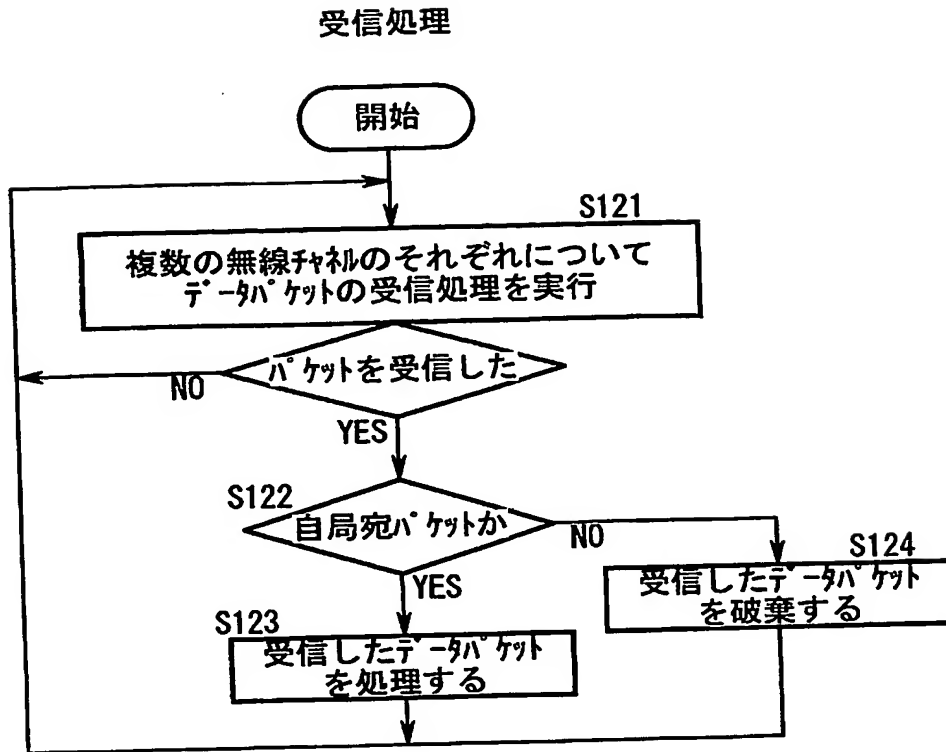 受信処理
開始
S121
複数の無線ﾁｬﾈﾙのそれぞれについて
ﾃﾞｰﾀﾊﾟｹｯﾄの受信処理を実行
ﾊﾟｹｯﾄを受信した
NO
YES
S122
自局宛ﾊﾟｹｯﾄか
NO
YES
S124
受信したﾃﾞｰﾀﾊﾟｹｯﾄ
を破棄する
S123
受信したﾃﾞｰﾀﾊﾟｹｯﾄ
を処理する